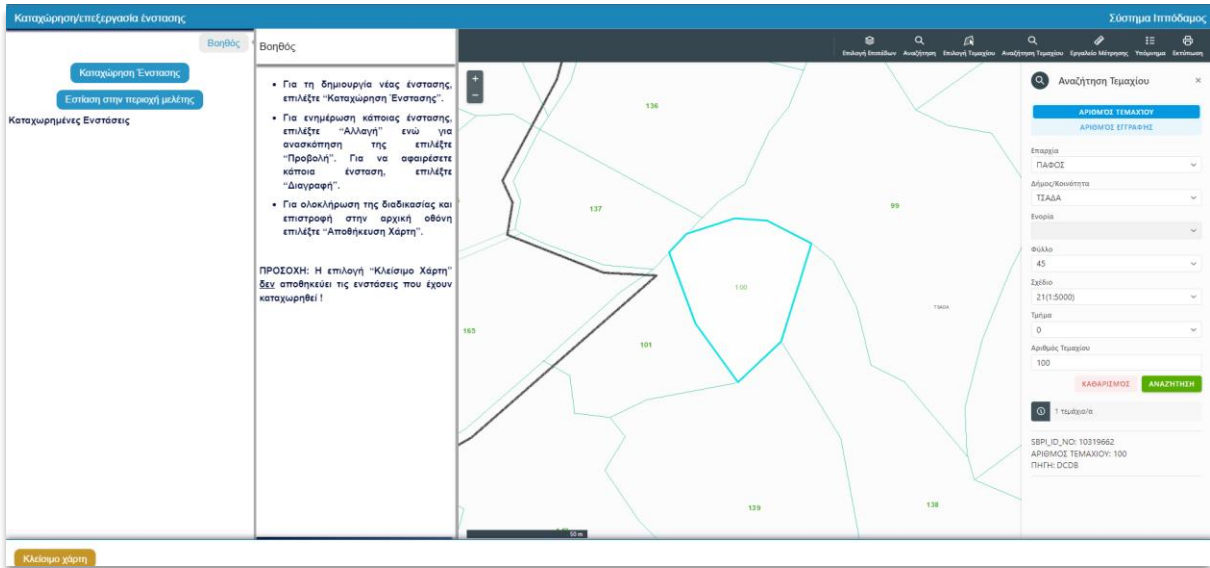 Καταχώρηση/επεξεργασία ένστασης
Σύστημα Ιππόδαμος
Βοηθός
Καταχώρηση Ένστασης
Εστίαση στην περιοχή μελέτης
Καταχωρημένες Ενστάσεις
Βοηθός
• Για τη δημιουργία νέας ένστασης,
επιλέξτε “Καταχώρηση Ένστασης”.
• Για ενημέρωση κάποιας ένστασης,
επιλέξτε “Αλλαγή” ενώ για
ανασκόπηση της επιλέξτε
“Προβολή”. Για να αφαιρέσετε
κάποια ένσταση, επιλέξτε
“Διαγραφή”.
• Για ολοκλήρωση της διαδικασίας και
επιστροφή στην αρχική οθόνη
επιλέξτε “Αποθήκευση Χάρτη”.
ΠΡΟΣΟΧΗ: Η επιλογή “Κλείσιμο Χάρτη”
δεν αποθηκεύει τις ενστάσεις που έχουν
καταχωρηθεί !
Επιλογή Επιπέδων
Αναζήτηση
Επιλογή Τεμαχίου
Αναζήτηση Τεμαχίου
Εργαλείο Μέτρησης
Υπόμνημα
Εκτύπωση
+
−
136
137
99
100
ΤΣΑΔΑ
165
101
139
138
50 m
Αναζήτηση Τεμαχίου ×
ΑΡΙΘΜΌΣ ΤΕΜΑΧΊΟΥ
ΑΡΙΘΜΌΣ ΕΓΓΡΑΦΉΣ
Επαρχία
ΠΑΦΟΣ
Δήμος/Κοινότητα
ΤΣΑΔΑ
Ενορία
Φύλλο
45
Σχέδιο
21(1:5000)
Τμήμα
0
Αριθμός Τεμαχίου
100
ΚΑΘΑΡΙΣΜΌΣ
ΑΝΑΖΉΤΗΣΗ
1 τεμάχιο/α
SBPI_ID_NO: 10319662
ΑΡΙΘΜΟΣ ΤΕΜΑΧΙΟΥ: 100
ΠΗΓΗ: DCDB
Κλείσιμο χάρτη